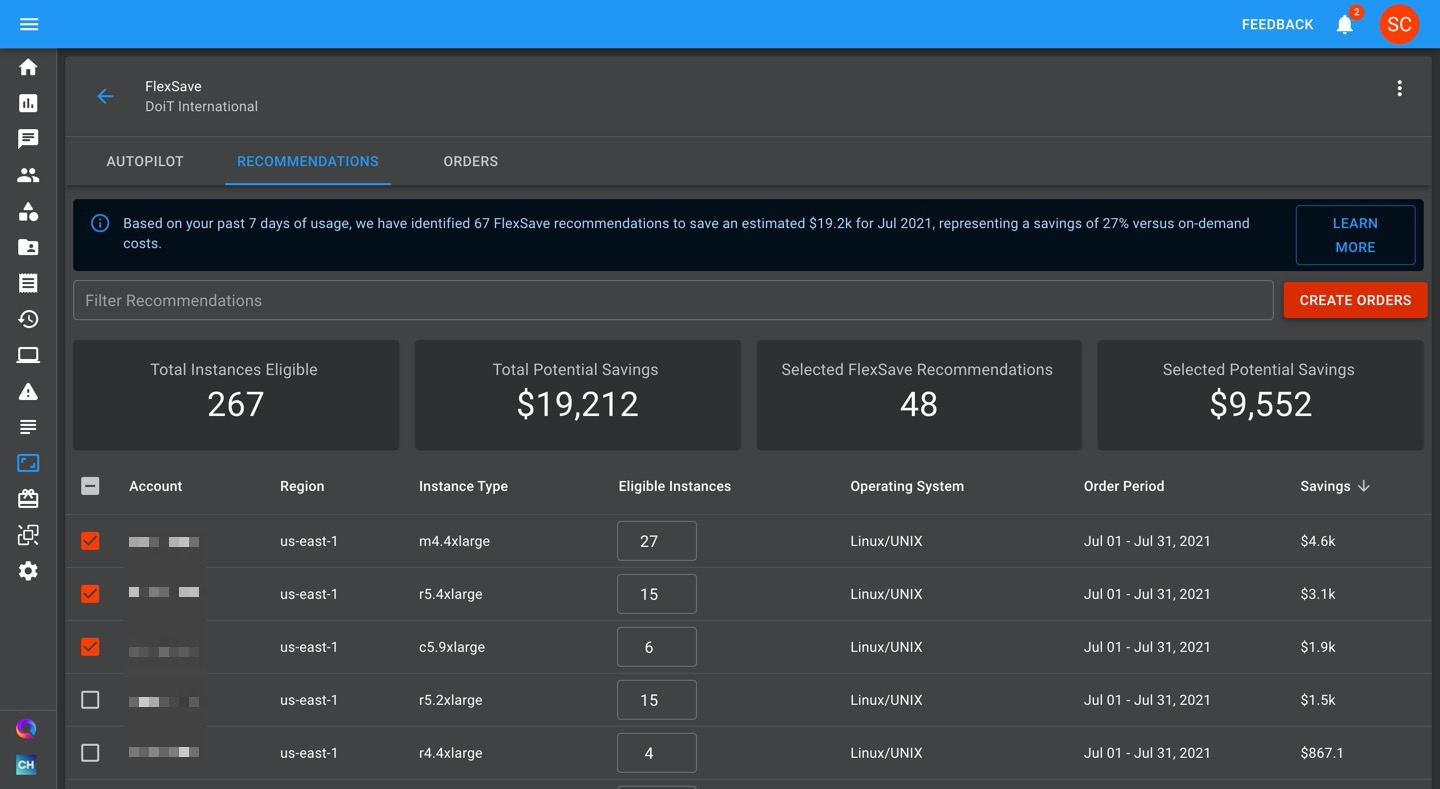 FEEDBACK 2 SC
FlexSave
DoiT International
AUTOPILOT RECOMMENDATIONS ORDERS
Based on your past 7 days of usage, we have identified 67 FlexSave recommendations to save an estimated $19.2k for Jul 2021, representing a savings of 27% versus on-demand
costs.
LEARN
MORE
Filter Recommendations CREATE ORDERS
Total Instances Eligible Total Potential Savings Selected FlexSave Recommendations Selected Potential Savings
267 $19,212 48 $9,552
Account Region Instance Type Eligible Instances Operating System Order Period Savings
us-east-1 m4.4xlarge 27 Linux/UNIX Jul 01 - Jul 31, 2021 $4.6k
us-east-1 r5.4xlarge 15 Linux/UNIX Jul 01 - Jul 31, 2021 $3.1k
us-east-1 c5.9xlarge 6 Linux/UNIX Jul 01 - Jul 31, 2021 $1.9k
us-east-1 r5.2xlarge 15 Linux/UNIX Jul 01 - Jul 31, 2021 $1.5k
us-east-1 r4.4xlarge 4 Linux/UNIX Jul 01 - Jul 31, 2021 $867.1
CH